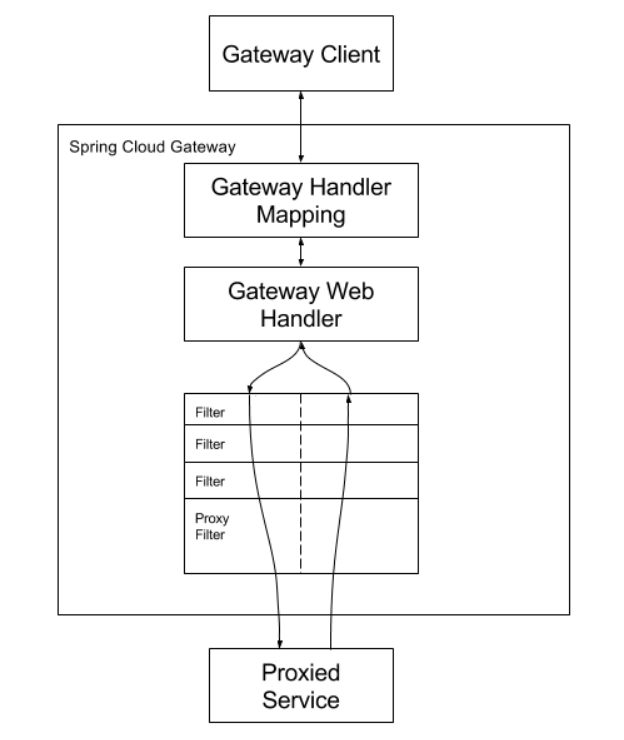 Gateway Client
Spring Cloud Gateway
Gateway Handler
Mapping
Gateway Web
Handler
Filter
Filter
Filter
Proxy
Filter
Proxied
Service